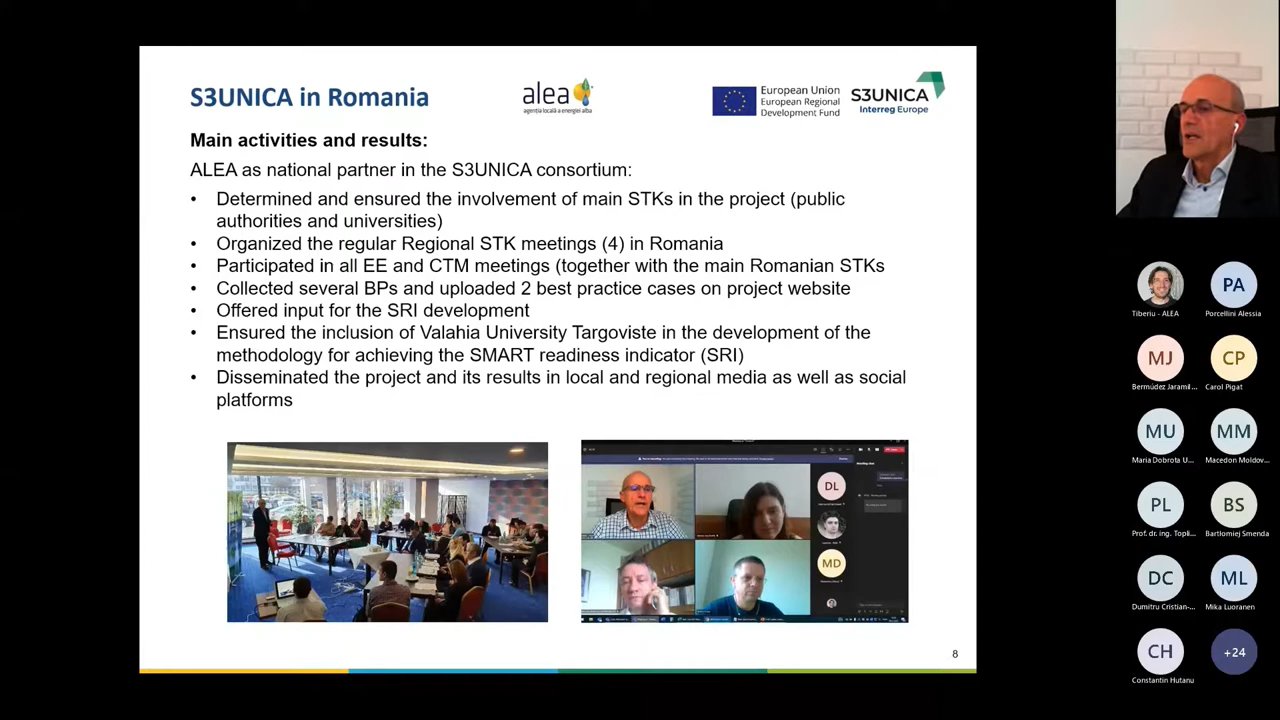 S3UNICA in Romania
alea
agenția locală a energiei alba
European Union
European Regional
Development Fund
S3UNICA
Interreg Europe
Main activities and results:
ALEA as national partner in the S3UNICA consortium:
• Determined and ensured the involvement of main STKs in the project (public
authorities and universities)
• Organized the regular Regional STK meetings (4) in Romania
• Participated in all EE and CTM meetings (together with the main Romanian STKs
• Collected several BPs and uploaded 2 best practice cases on project website
• Offered input for the SRI development
• Ensured the inclusion of Valahia University Targoviste in the development of the
methodology for achieving the SMART readiness indicator (SRI)
• Disseminated the project and its results in local and regional media as well as social
platforms
DL
MD
8
Tiberiu - ALEA
PA
Porcellini Alessia
MJ
Bermúdez Jaramil...
CP
Carol Pigat
MU
Maria Dobrota U...
MM
Macedon Moldov...
PL
Prof. dr. ing. Topli...
BS
Bartłomiej Smenda
DC
Dumitru Cristian-...
ML
Mika Luoranen
CH
Constantin Hutanu
+24